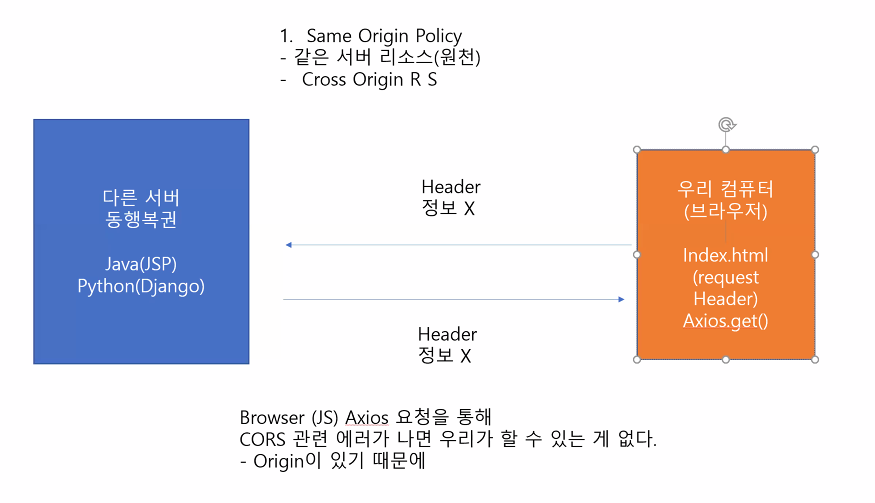 1. Same Origin Policy
- 같은 서버 리소스(원천)
- Cross Origin R S
다른 서버
동행복권
Java(JSP)
Python(Django)
Header
정보 X
Header
정보 X
우리 컴퓨터
(브라우저)
Index.html
(request
Header)
Axios.get()
Browser (JS) Axios 요청을 통해
CORS 관련 에러가 나면 우리가 할 수 있는 게 없다.
- Origin이 있기 때문에